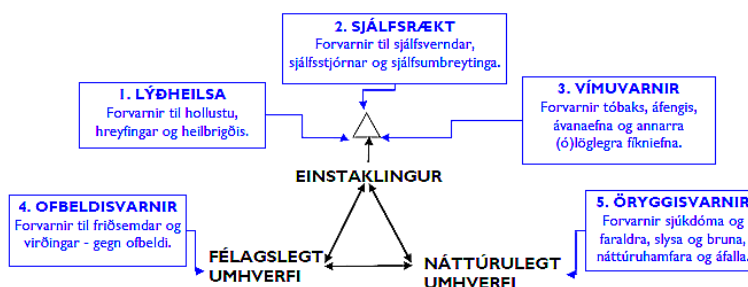 2. SJÁLFSRÆKT
Forvarnir til sjálfsverndar,
sjálfsstjórnar og sjálfsumbreytinga.
1. LÝÐHEILSA
Forvarnir til hollustu,
hreyfingar og heilbrigðis.
3. VÍMUVARNIR
Forvarnir tóbaks, áfengis,
ávanaefna og annarra
(ó)löglegra fíkniefna.
EINSTAKLINGUR
4. OFBELDISVARNIR
Forvarnir til friðsemdar og
virðingar - gegn ofbeldi.
5. ÖRYGGISVARNIR
Forvarnir sjúkdóma og
faraldra, slysa og bruna,
náttúruhamfara og áfalla.
FÉLAGSLEGT
UMHVERFI
NÁTTÚRULEGT
UMHVERFI